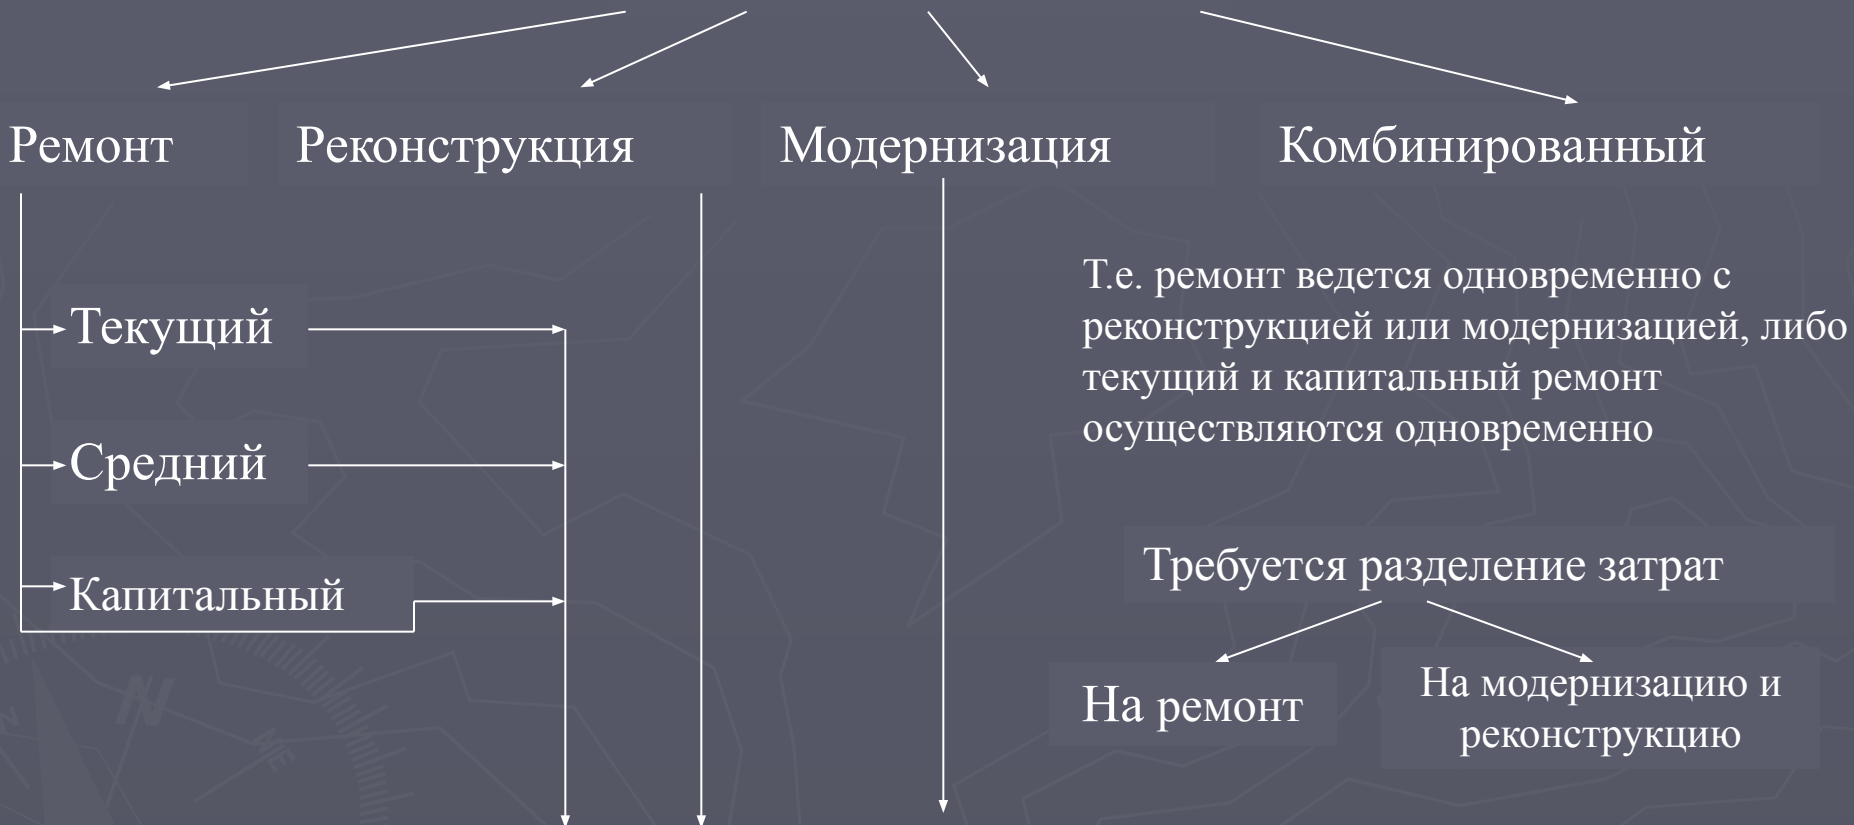 Ремонт
Реконструкция
Модернизация
Комбинированный
Текущий
Средний
Капитальный
Т.е. ремонт ведется одновременно с
реконструкцией или модернизацией, либо
текущий и капитальный ремонт
осуществляются одновременно
Требуется разделение затрат
На ремонт
На модернизацию и
реконструкцию
N
NE